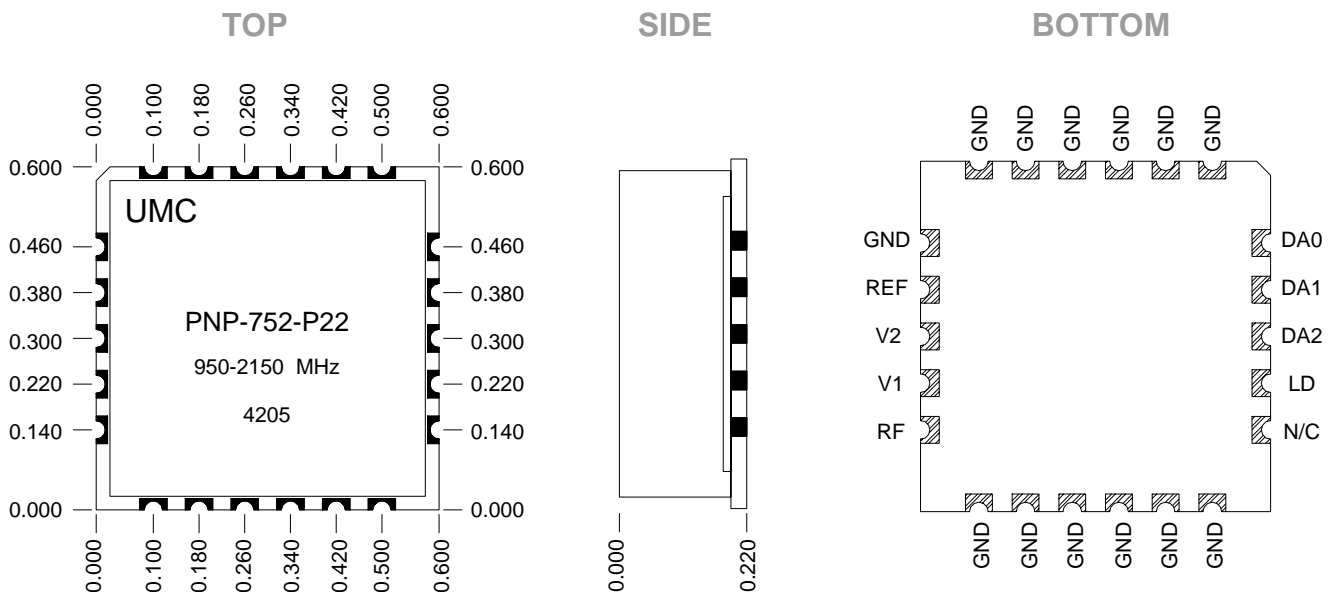 TOP
SIDE
BOTTOM
0.000
0.100
0.180
0.260
0.340
0.420
0.500
0.600
0.600
0.460
0.380
0.300
0.220
0.140
0.000
UMC
PNP-752-P22
950-2150 MHz
4205
0.600
0.460
0.380
0.300
0.220
0.140
0.000
0.000
0.100
0.180
0.260
0.340
0.420
0.500
0.600
0.000
0.220
GND
GND
GND
GND
GND
GND
GND
REF
V2
V1
RF
DA0
DA1
DA2
LD
N/C
GND
GND
GND
GND
GND
GND